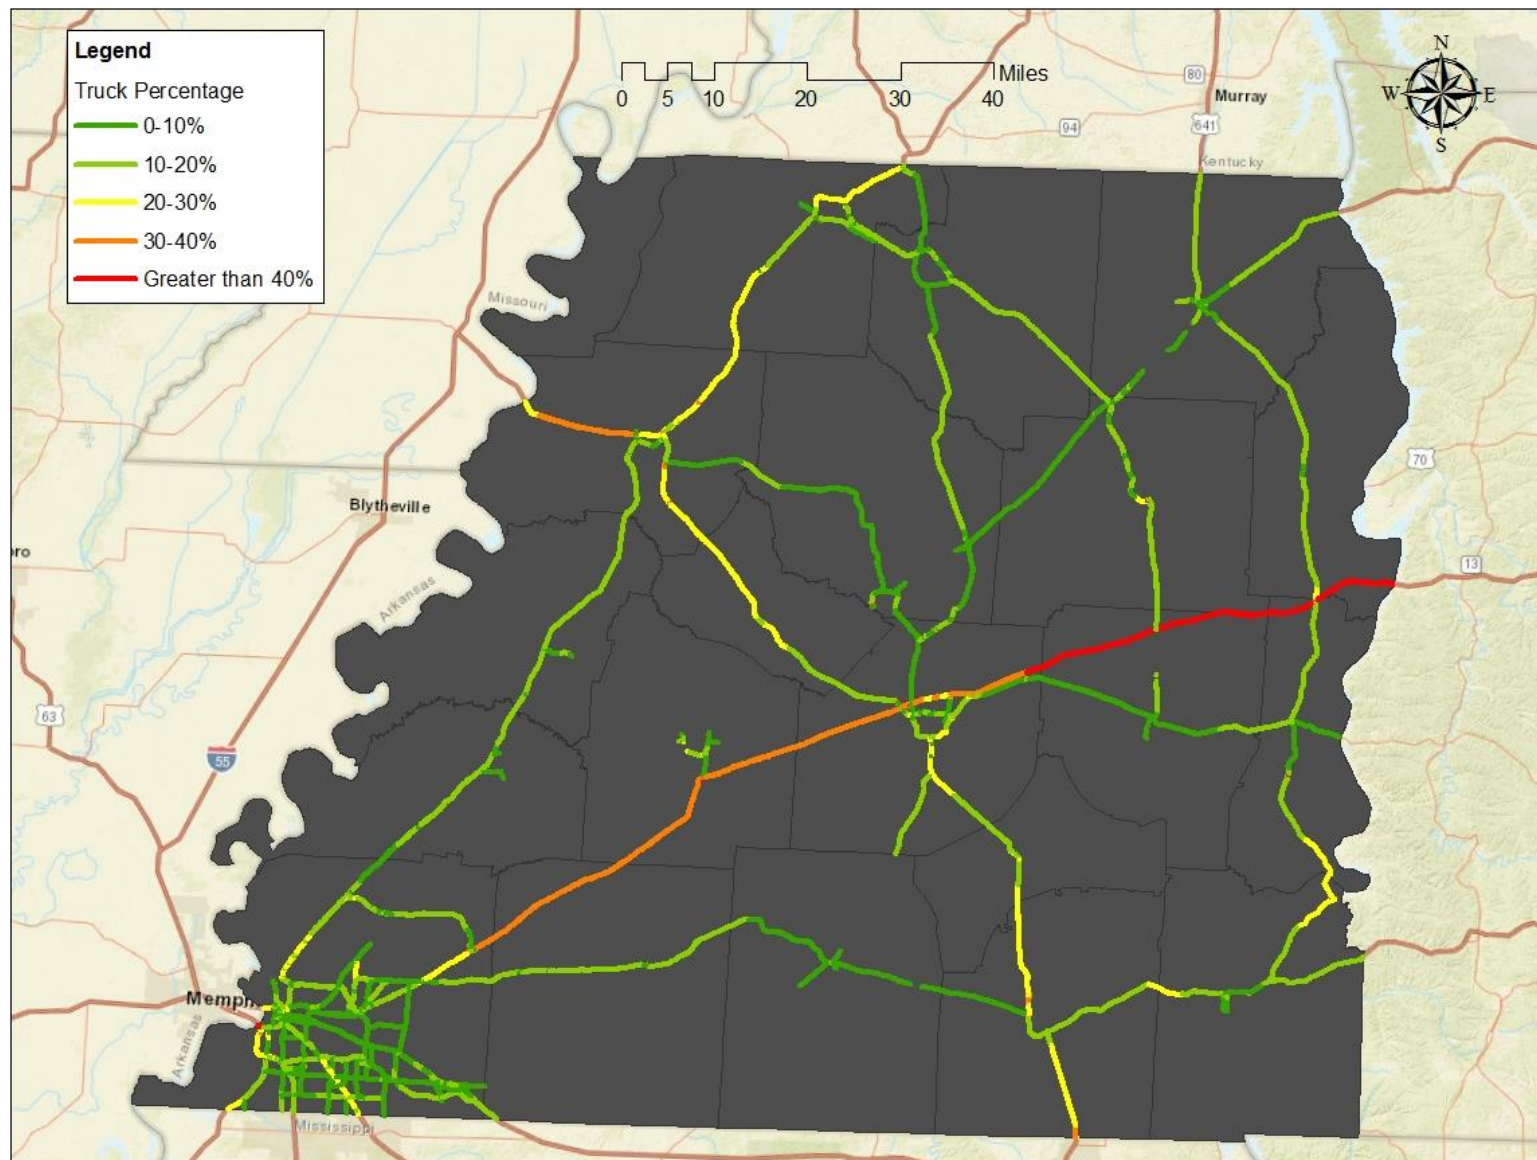 Legend
Truck Percentage
0-10%
10-20%
20-30%
30-40%
Greater than 40%
Miles
0 5 10 20 30 40
N
W E
S
80
Murray
94
641
Kentucky
Missouri
Blytheville
70
ro
13
Arkansas
63
55
Memph
Arkansas
Mississippi